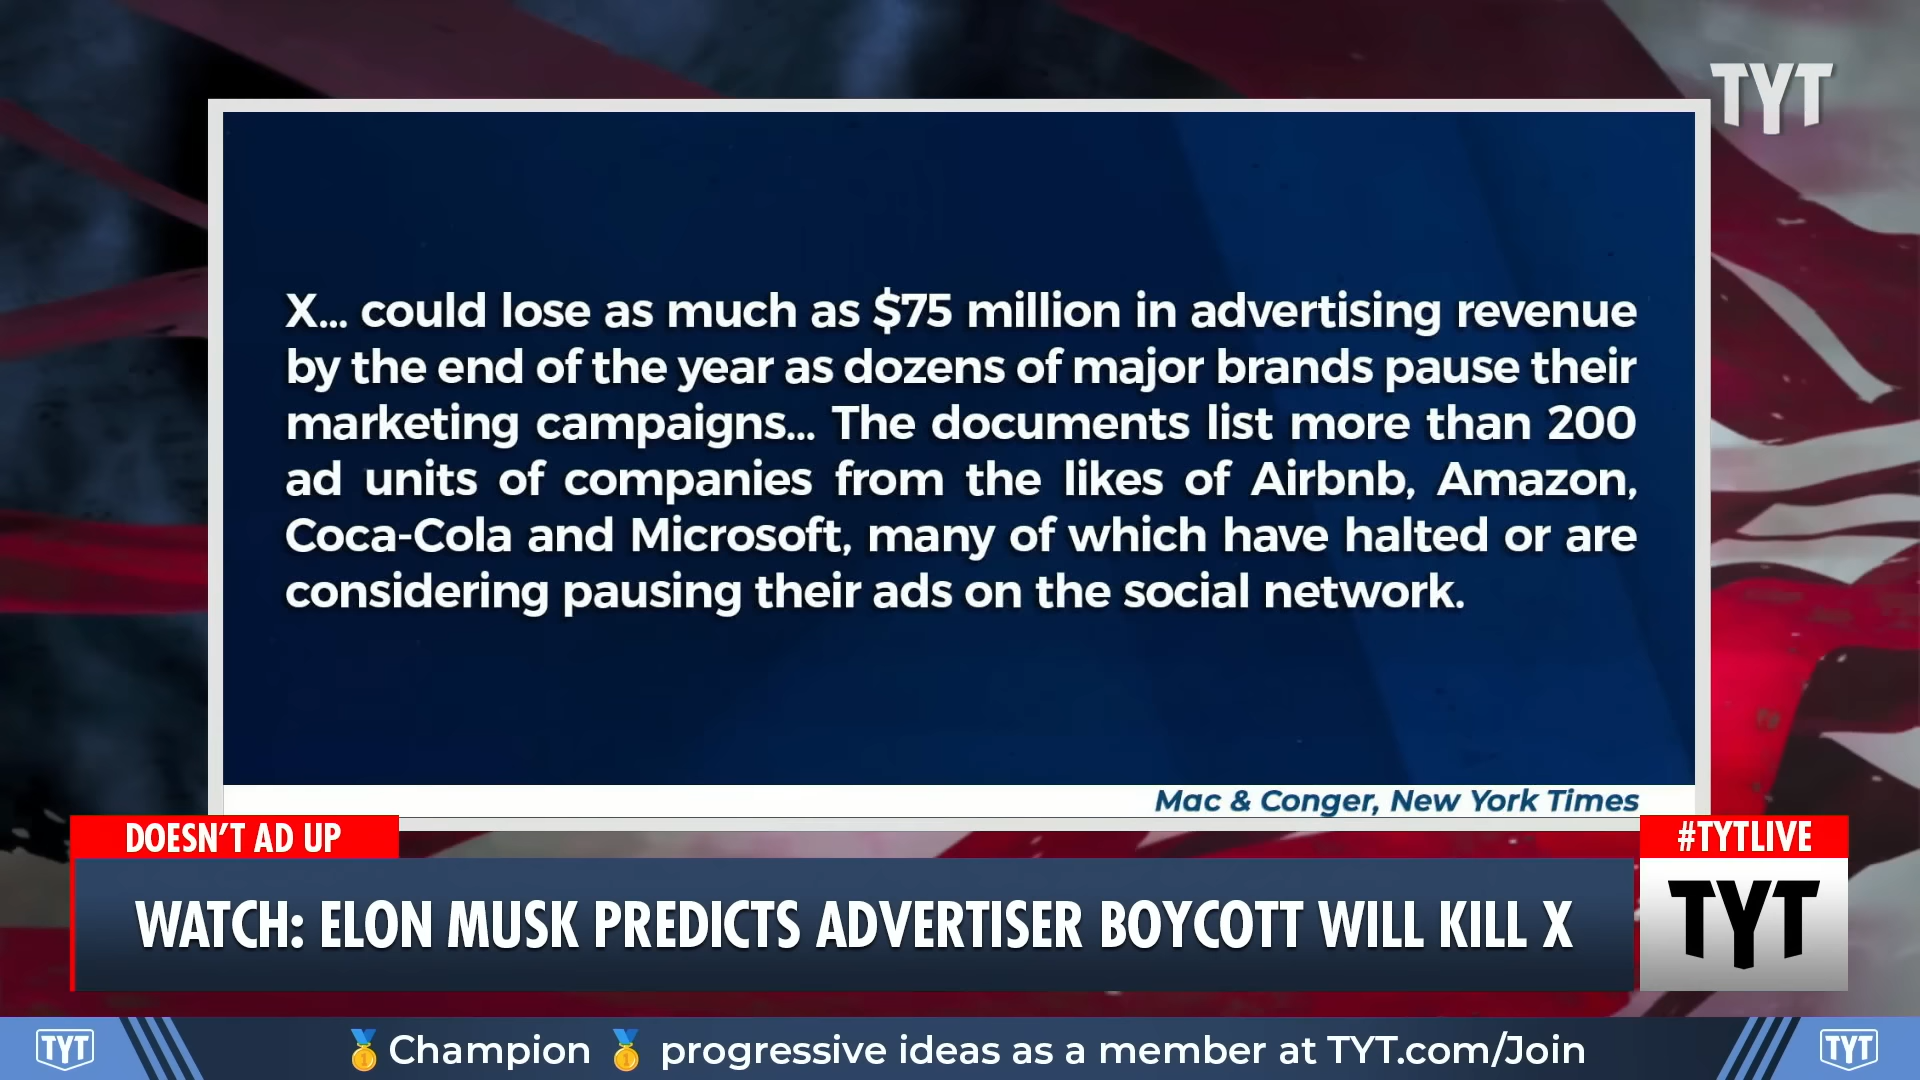 TYT
X... could lose as much as $75 million in advertising revenue
by the end of the year as dozens of major brands pause their
marketing campaigns... The documents list more than 200
ad units of companies from the likes of Airbnb, Amazon,
Coca-Cola and Microsoft, many of which have halted or are
considering pausing their ads on the social network.
Mac & Conger, New York Times
DOESN'T AD UP
#TYTLIVE
WATCH: ELON MUSK PREDICTS ADVERTISER BOYCOTT WILL KILL X
TYT
TYT
🥇Champion 🥇 progressive ideas as a member at TYT.com/Join
TYT